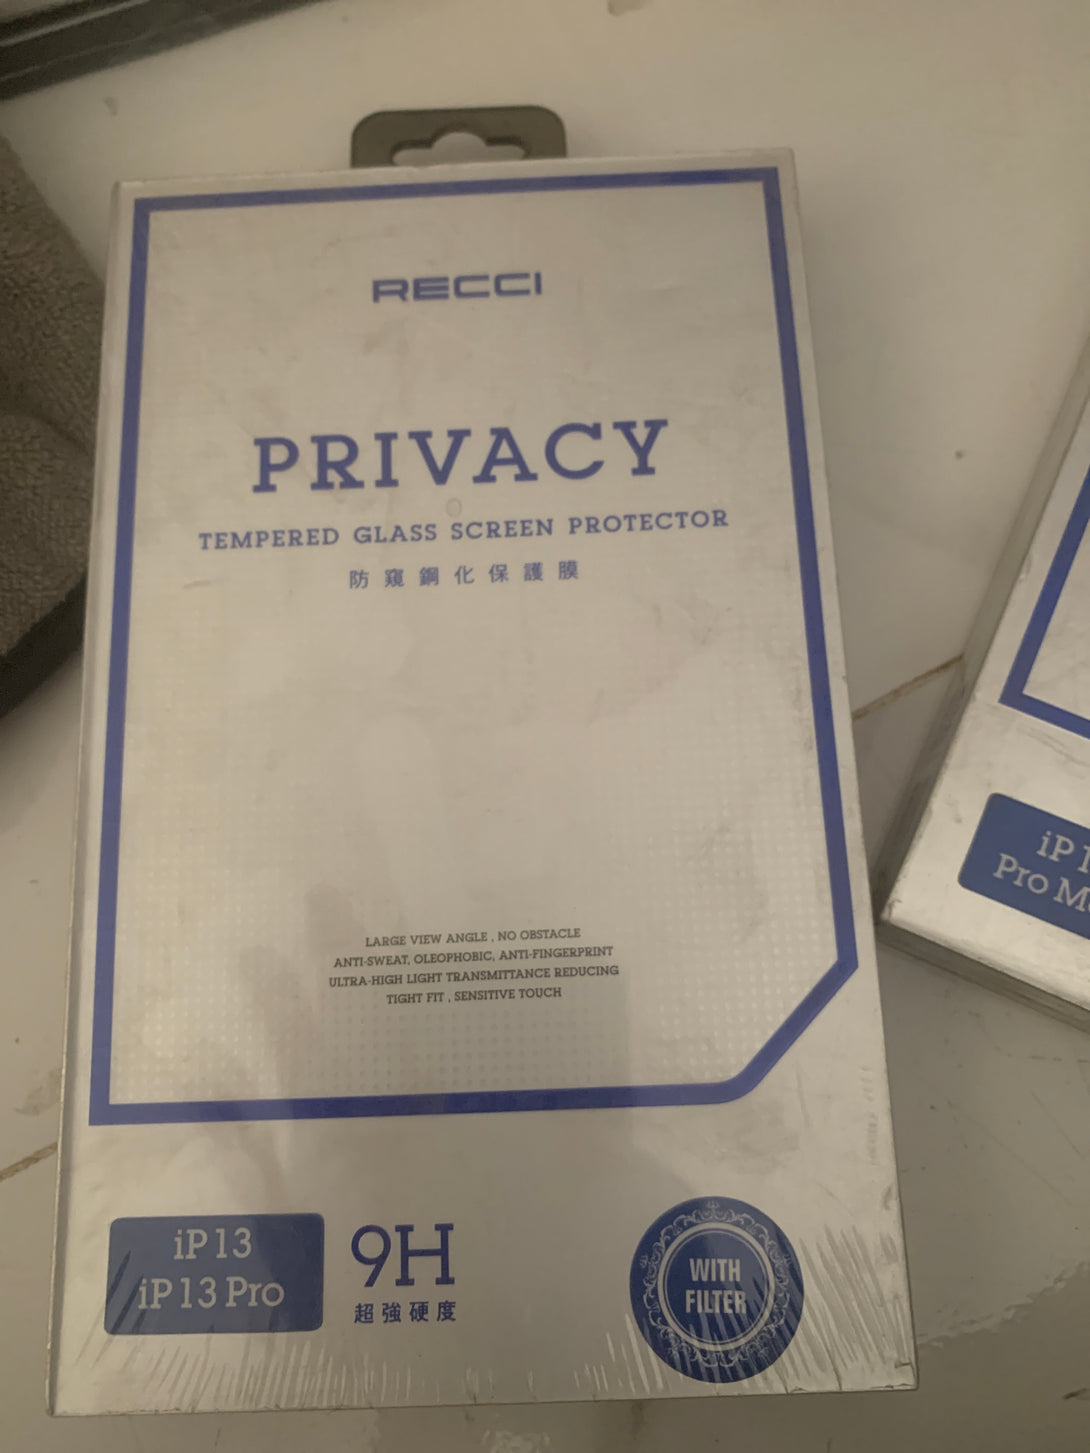 RECCI
PRIVACY
TEMPERED GLASS SCREEN PROTECTOR
防窺鋼化保護膜
LARGE VIEW ANGLE , NO OBSTACLE
ANTI-SWEAT, OLEOPHOBIC, ANTI-FINGERPRINT
ULTRA-HIGH LIGHT TRANSMITTANCE REDUCING
TIGHT FIT , SENSITIVE TOUCH
iP13
iP13 Pro
9H
超強硬度
WITH
FILTER
Pro